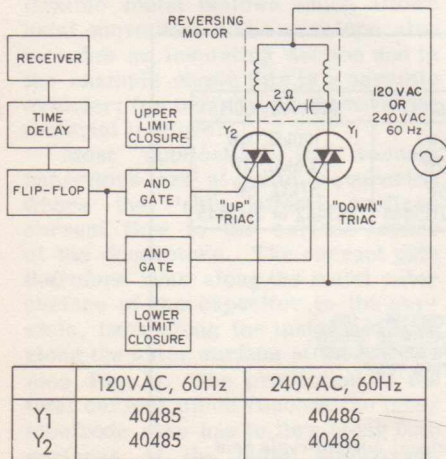 REVERSING
MOTOR
RECEIVER
2 Ω
120 VAC
OR
240 VAC
60 Hz
TIME
DELAY
UPPER
LIMIT
CLOSURE
Y2
Y1
FLIP-FLOP
AND
GATE
"UP"
TRIAC
"DOWN"
TRIAC
AND
GATE
LOWER
LIMIT
CLOSURE
120VAC, 60Hz 240VAC, 60Hz
Y1 40485 40486
Y2 40485 40486